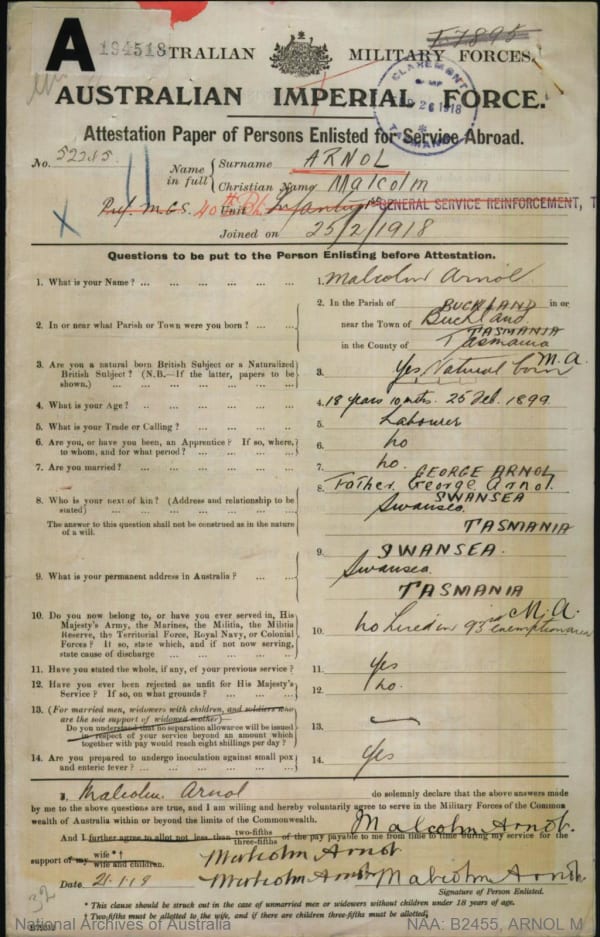 A 194518 TRALIAN MILITARY FORCES.
AUSTRALIAN IMPERIAL FORCE.
CLAREMONT
TASMANIA
Attestation Paper of Persons Enlisted for Service Abroad.
No. 52345 Name in full Surname ARNOL
Christian Name Malcolm
40th Bn Unit Infantry GENERAL SERVICE REINFORCEMENT, T
Joined on 25/2/1918
Questions to be put to the Person Enlisting before Attestation.
1. What is your Name? ... 1. Malcolm Arnol
2. In or near what Parish or Town were you born? ... 2. In the Parish of BUCKLAND in or
near the Town of Buckland
TASMANIA
in the County of Tasmania
3. Are you a natural born British Subject or a Naturalized
British Subject? (N.B.—If the latter, papers to be
shown.) ... 3. Yes Natural born M.A.
4. What is your Age? ... 4. 18 years 10 mths. 25 Feb. 1899
5. What is your Trade or Calling? ... 5. Labourer
6. Are you, or have you been, an Apprentice? If so, where,
to whom, and for what period? ... 6. no
7. Are you married? ... 7. no.
GEORGE ARNOL
8. Who is your next of kin? (Address and relationship to be
stated) ... 8. Father George Arnol
SWANSEA
Swansea
TASMANIA
The answer to this question shall not be construed as in the nature
of a will.
9. What is your permanent address in Australia? ... 9. SWANSEA.
Swansea.
TASMANIA
10. Do you now belong to, or have you ever served in, His
Majesty's Army, the Marines, the Militia, the Militia
Reserve, the Territorial Force, Royal Navy, or Colonial
Forces? If so, state which, and if not now serving,
state cause of discharge ... 10. no Lived in 93rd exemption area M.A.
11. Have you stated the whole, if any, of your previous service? 11. Yes
12. Have you ever been rejected as unfit for His Majesty's
Service? If so, on what grounds? ... 12. no.
13. (For married men, widowers with children, and soldiers who
are the sole support of widowed mother)—
Do you understand that no separation allowance will be issued
in respect of your service beyond an amount which
together with pay would reach eight shillings per day? ... 13.
14. Are you prepared to undergo inoculation against small pox
and enteric fever? ... 14. Yes
I, Malcolm Arnol do solemnly declare that the above answers made
by me to the above questions are true, and I am willing and hereby voluntarily agree to serve in the Military Forces of the Common
wealth of Australia within or beyond the limits of the Commonwealth.
Malcolm Arnol.
And I further agree to allot not less than two-fifths three-fifths of the pay payable to me from time to time during my service for the
support of my wife*† wife and children. Malcolm Arnol
Date 21.1.18 Malcolm Arnol Malcolm Arnol
Signature of Person Enlisted.
* This clause should be struck out in the case of unmarried men or widowers without children under 18 years of age.
† Two-fifths must be allotted to the wife, and if there are children three-fifths must be allotted.
32
National Archives of Australia NAA: B2455, ARNOL M